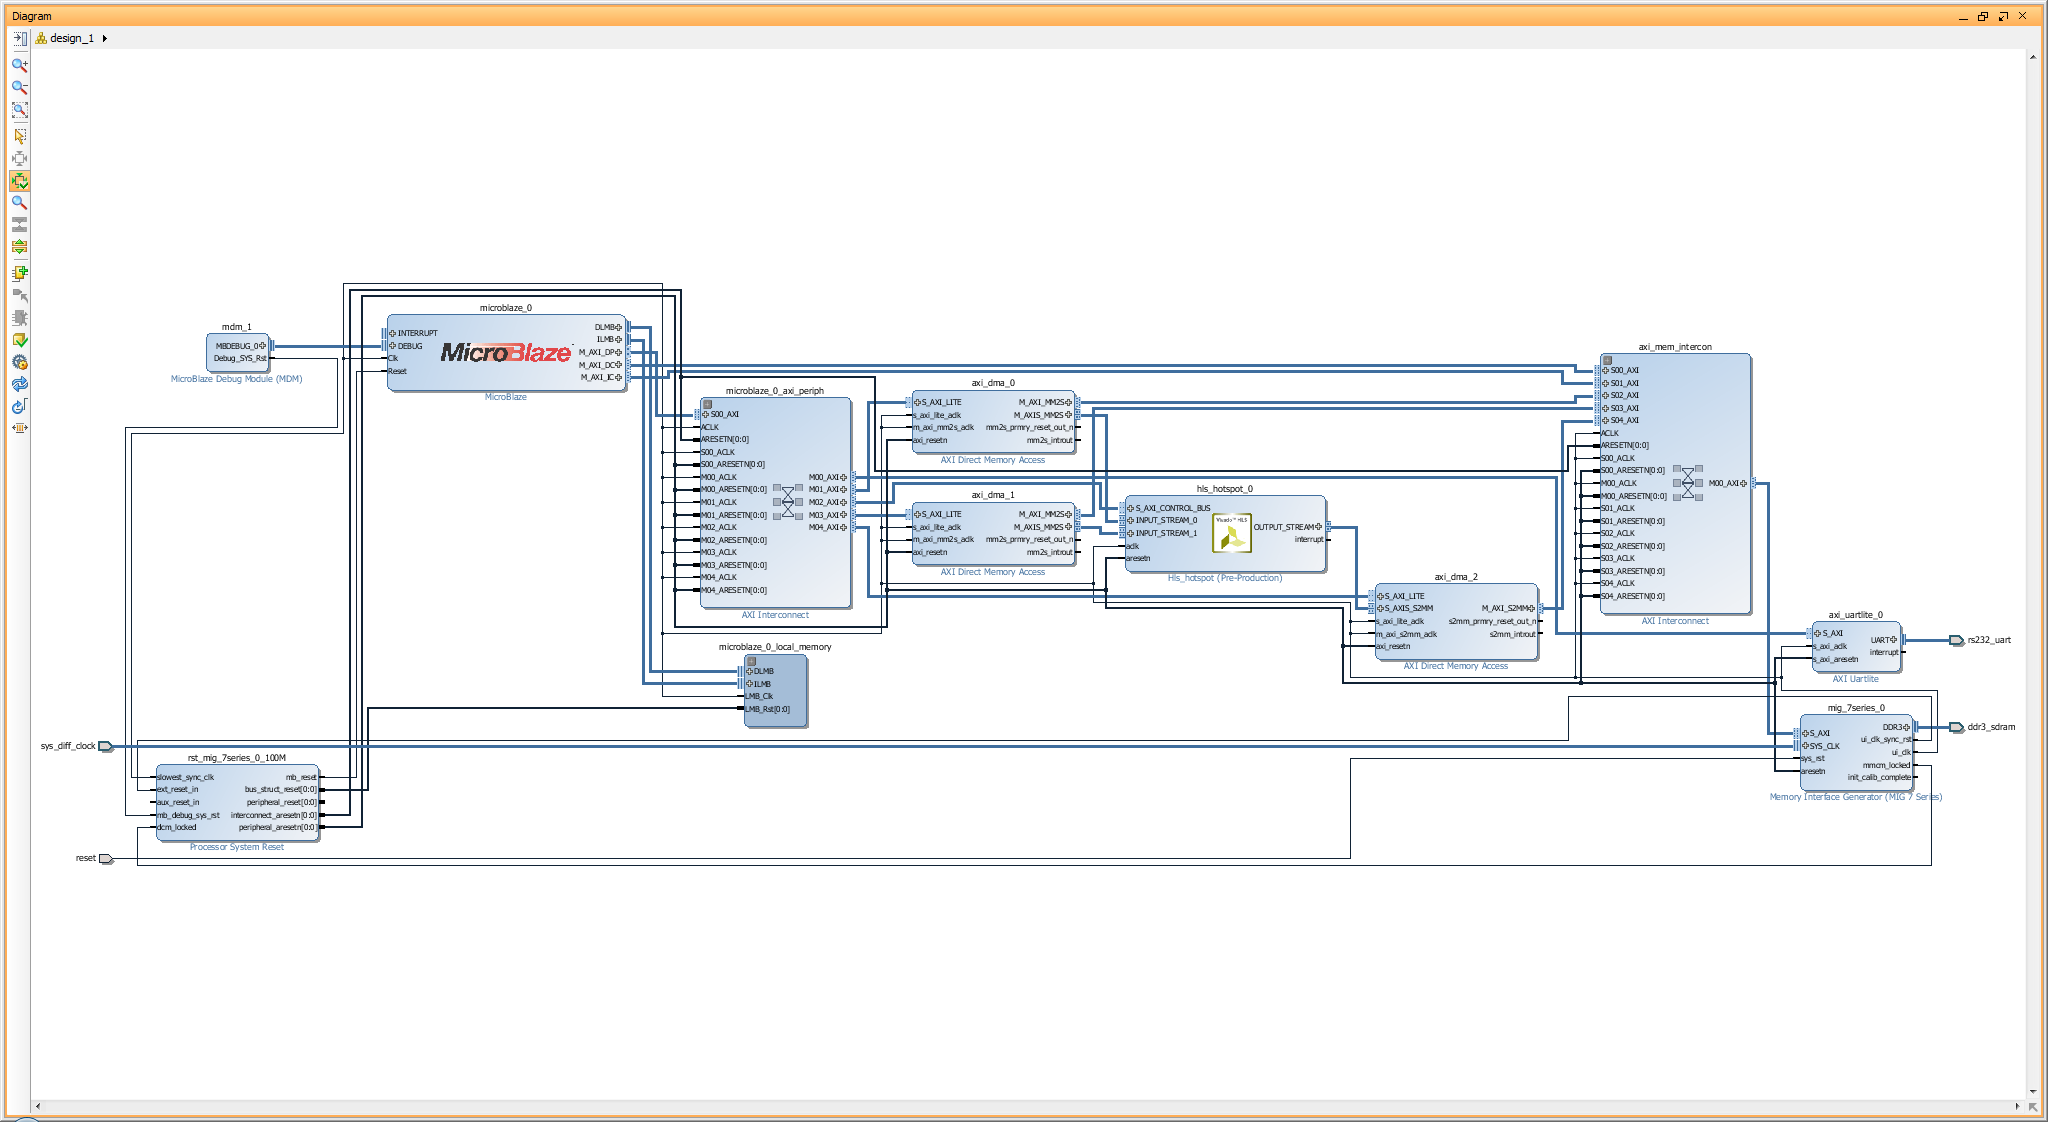 Diagram
design_1
mdm_1
MBDEBUG_0
Debug_SYS_Rst
MicroBlaze Debug Module (MDM)
microblaze_0
INTERRUPT
DEBUG
Clk
Reset
MicroBlaze
DLMB
ILMB
M_AXI_DP
M_AXI_DC
M_AXI_IC
MicroBlaze
microblaze_0_axi_periph
S00_AXI
ACLK
ARESETN[0:0]
S00_ACLK
S00_ARESETN[0:0]
M00_ACLK
M00_ARESETN[0:0]
M01_ACLK
M01_ARESETN[0:0]
M02_ACLK
M02_ARESETN[0:0]
M03_ACLK
M03_ARESETN[0:0]
M04_ACLK
M04_ARESETN[0:0]
M00_AXI
M01_AXI
M02_AXI
M03_AXI
M04_AXI
AXI Interconnect
axi_dma_0
S_AXI_LITE
s_axi_lite_aclk
m_axi_mm2s_aclk
axi_resetn
M_AXI_MM2S
M_AXIS_MM2S
mm2s_prmry_reset_out_n
mm2s_introut
AXI Direct Memory Access
axi_dma_1
S_AXI_LITE
s_axi_lite_aclk
m_axi_mm2s_aclk
axi_resetn
M_AXI_MM2S
M_AXIS_MM2S
mm2s_prmry_reset_out_n
mm2s_introut
AXI Direct Memory Access
hls_hotspot_0
S_AXI_CONTROL_BUS
INPUT_STREAM_0
INPUT_STREAM_1
aclk
aresetn
Vivado™ HLS
OUTPUT_STREAM
interrupt
Hls_hotspot (Pre-Production)
axi_dma_2
S_AXI_LITE
S_AXIS_S2MM
s_axi_lite_aclk
m_axi_s2mm_aclk
axi_resetn
M_AXI_S2MM
s2mm_prmry_reset_out_n
s2mm_introut
AXI Direct Memory Access
axi_mem_intercon
S00_AXI
S01_AXI
S02_AXI
S03_AXI
S04_AXI
ACLK
ARESETN[0:0]
S00_ACLK
S00_ARESETN[0:0]
M00_ACLK
M00_ARESETN[0:0]
S01_ACLK
S01_ARESETN[0:0]
S02_ACLK
S02_ARESETN[0:0]
S03_ACLK
S03_ARESETN[0:0]
S04_ACLK
S04_ARESETN[0:0]
M00_AXI
AXI Interconnect
microblaze_0_local_memory
DLMB
ILMB
LMB_Clk
LMB_Rst[0:0]
axi_uartlite_0
S_AXI
s_axi_aclk
s_axi_aresetn
UART
interrupt
AXI Uartlite
rs232_uart
mig_7series_0
S_AXI
SYS_CLK
sys_rst
aresetn
DDR3
ui_clk_sync_rst
ui_clk
mmcm_locked
init_calib_complete
Memory Interface Generator (MIG 7 Series)
ddr3_sdram
sys_diff_clock
rst_mig_7series_0_100M
slowest_sync_clk
ext_reset_in
aux_reset_in
mb_debug_sys_rst
dcm_locked
mb_reset
bus_struct_reset[0:0]
peripheral_reset[0:0]
interconnect_aresetn[0:0]
peripheral_aresetn[0:0]
Processor System Reset
reset